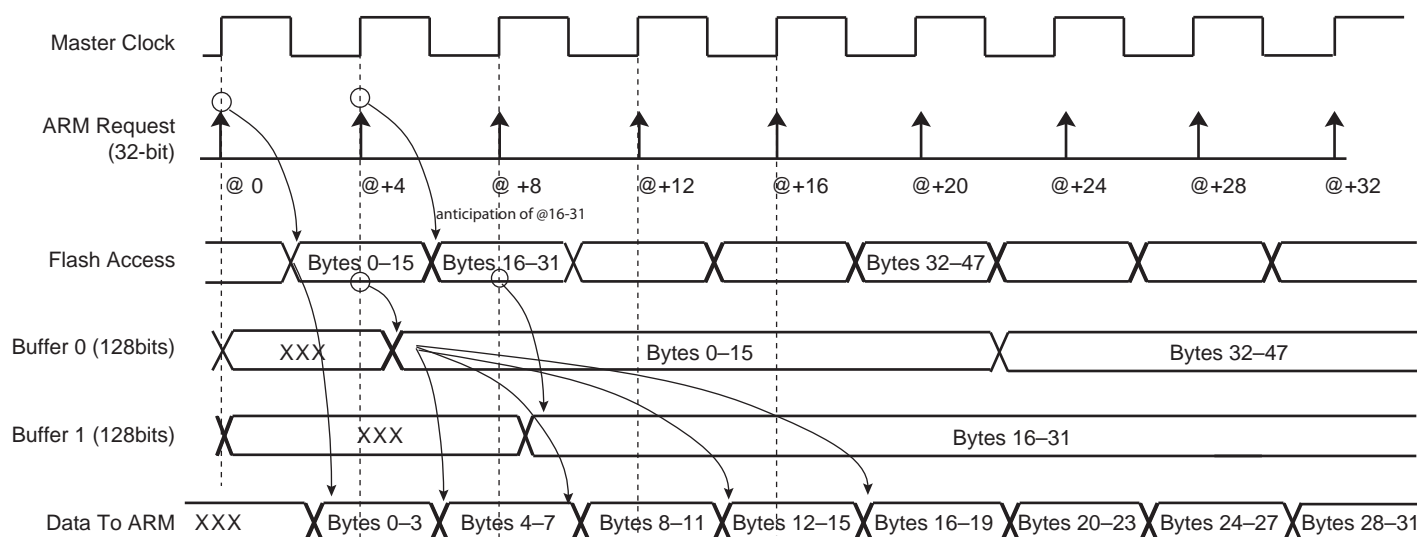 Master Clock
ARM Request
(32-bit)
@ 0 @+4 @ +8 @+12 @+16 @+20 @+24 @+28 @+32
anticipation of @16-31
Flash Access Bytes 0–15 Bytes 16–31 Bytes 32–47
Buffer 0 (128bits) XXX Bytes 0–15 Bytes 32–47
Buffer 1 (128bits) XXX Bytes 16–31
Data To ARM XXX Bytes 0–3 Bytes 4–7 Bytes 8–11 Bytes 12–15 Bytes 16–19 Bytes 20–23 Bytes 24–27 Bytes 28–31